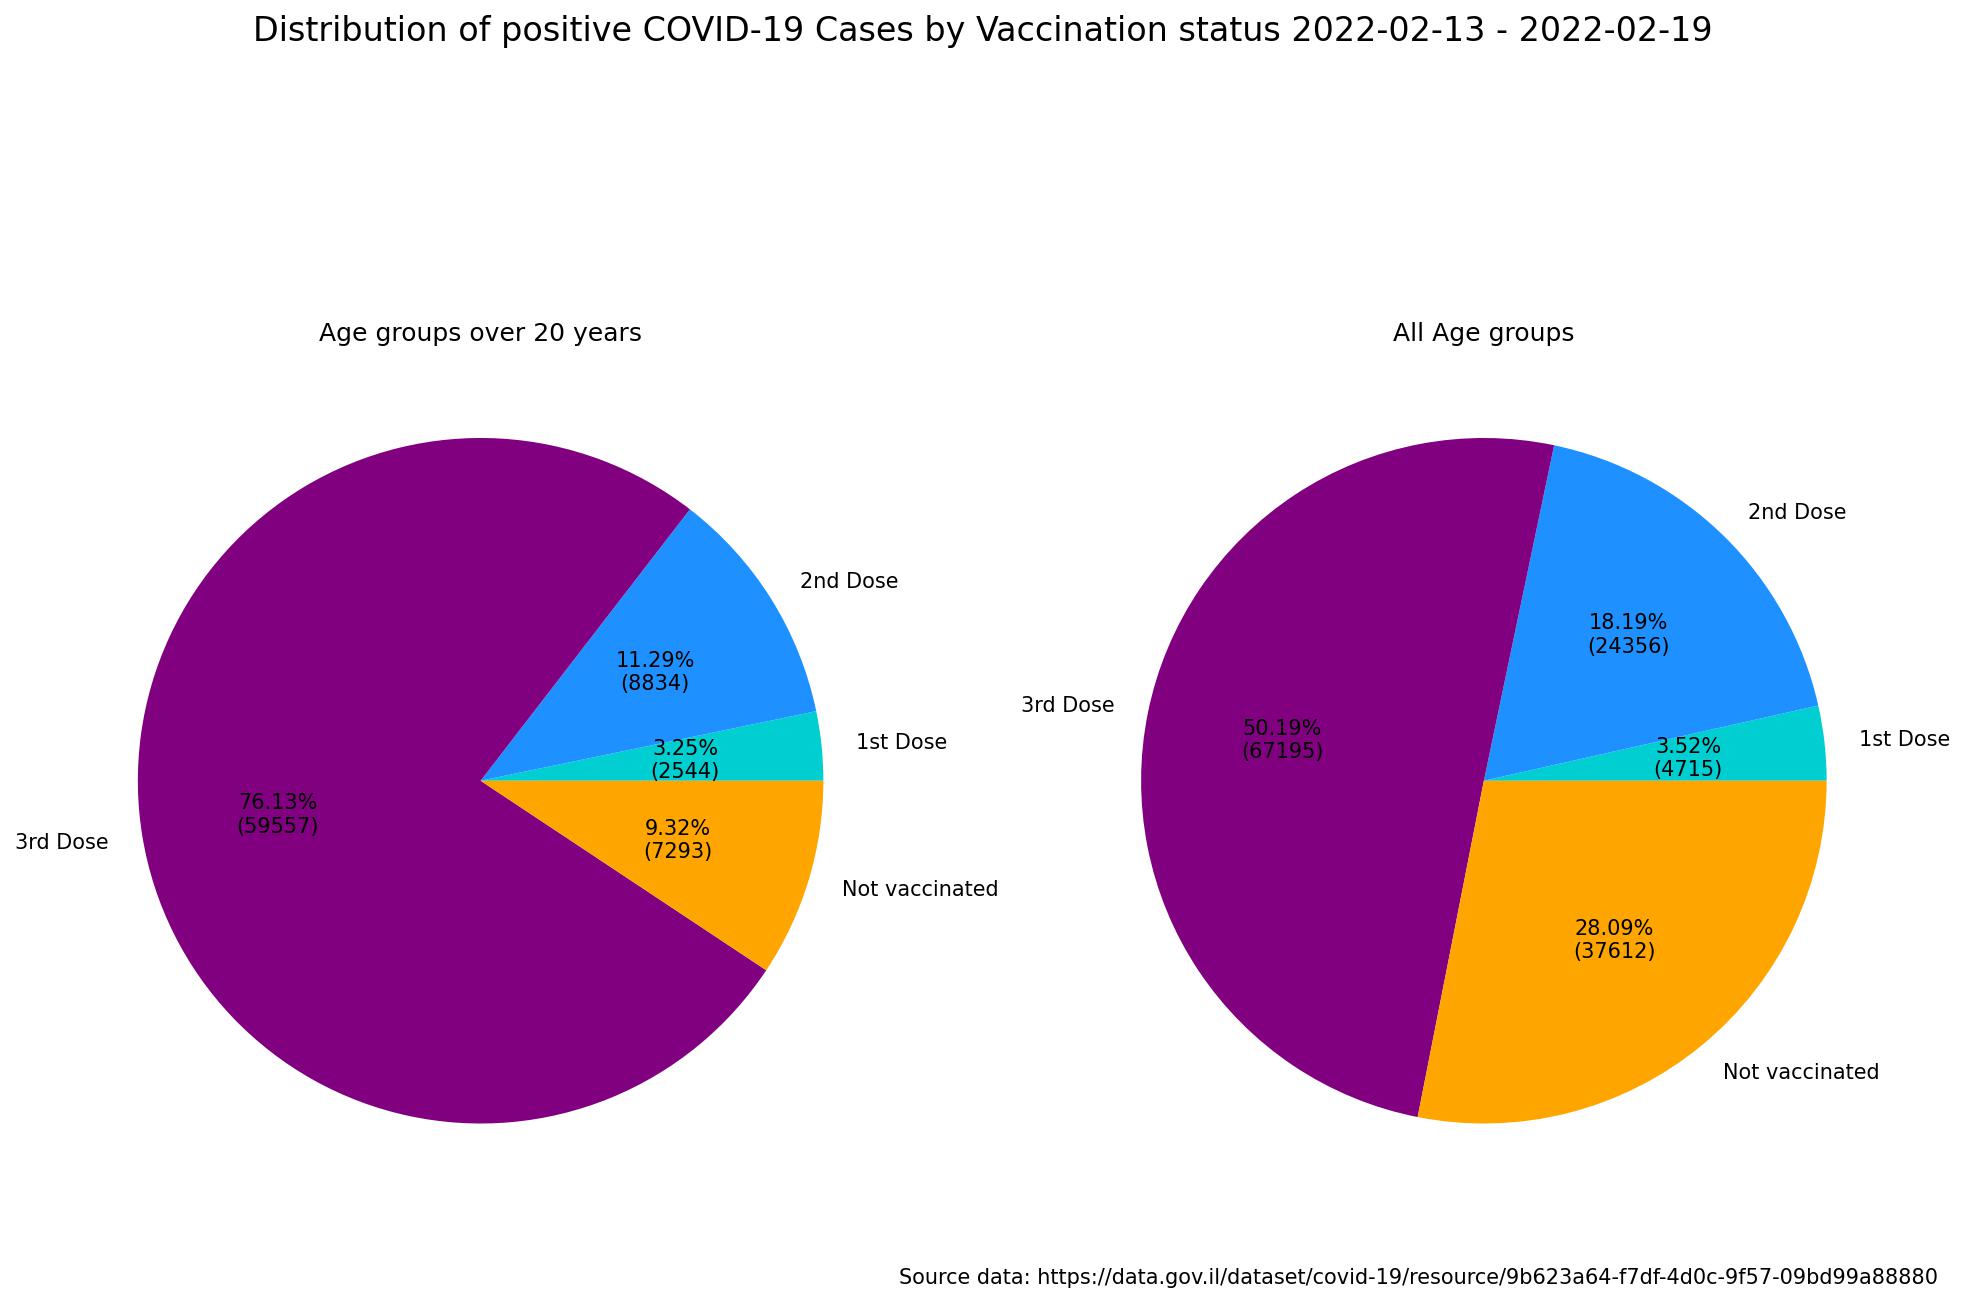 Distribution of positive COVID-19 Cases by Vaccination status 2022-02-13 - 2022-02-19
Age groups over 20 years
2nd Dose
11.29%
(8834)
1st Dose
3.25%
(2544)
76.13%
(59557)
3rd Dose
9.32%
(7293)
Not vaccinated
All Age groups
2nd Dose
18.19%
(24356)
3rd Dose
50.19%
(67195)
1st Dose
3.52%
(4715)
28.09%
(37612)
Not vaccinated
Source data: https://data.gov.il/dataset/covid-19/resource/9b623a64-f7df-4d0c-9f57-09bd99a88880